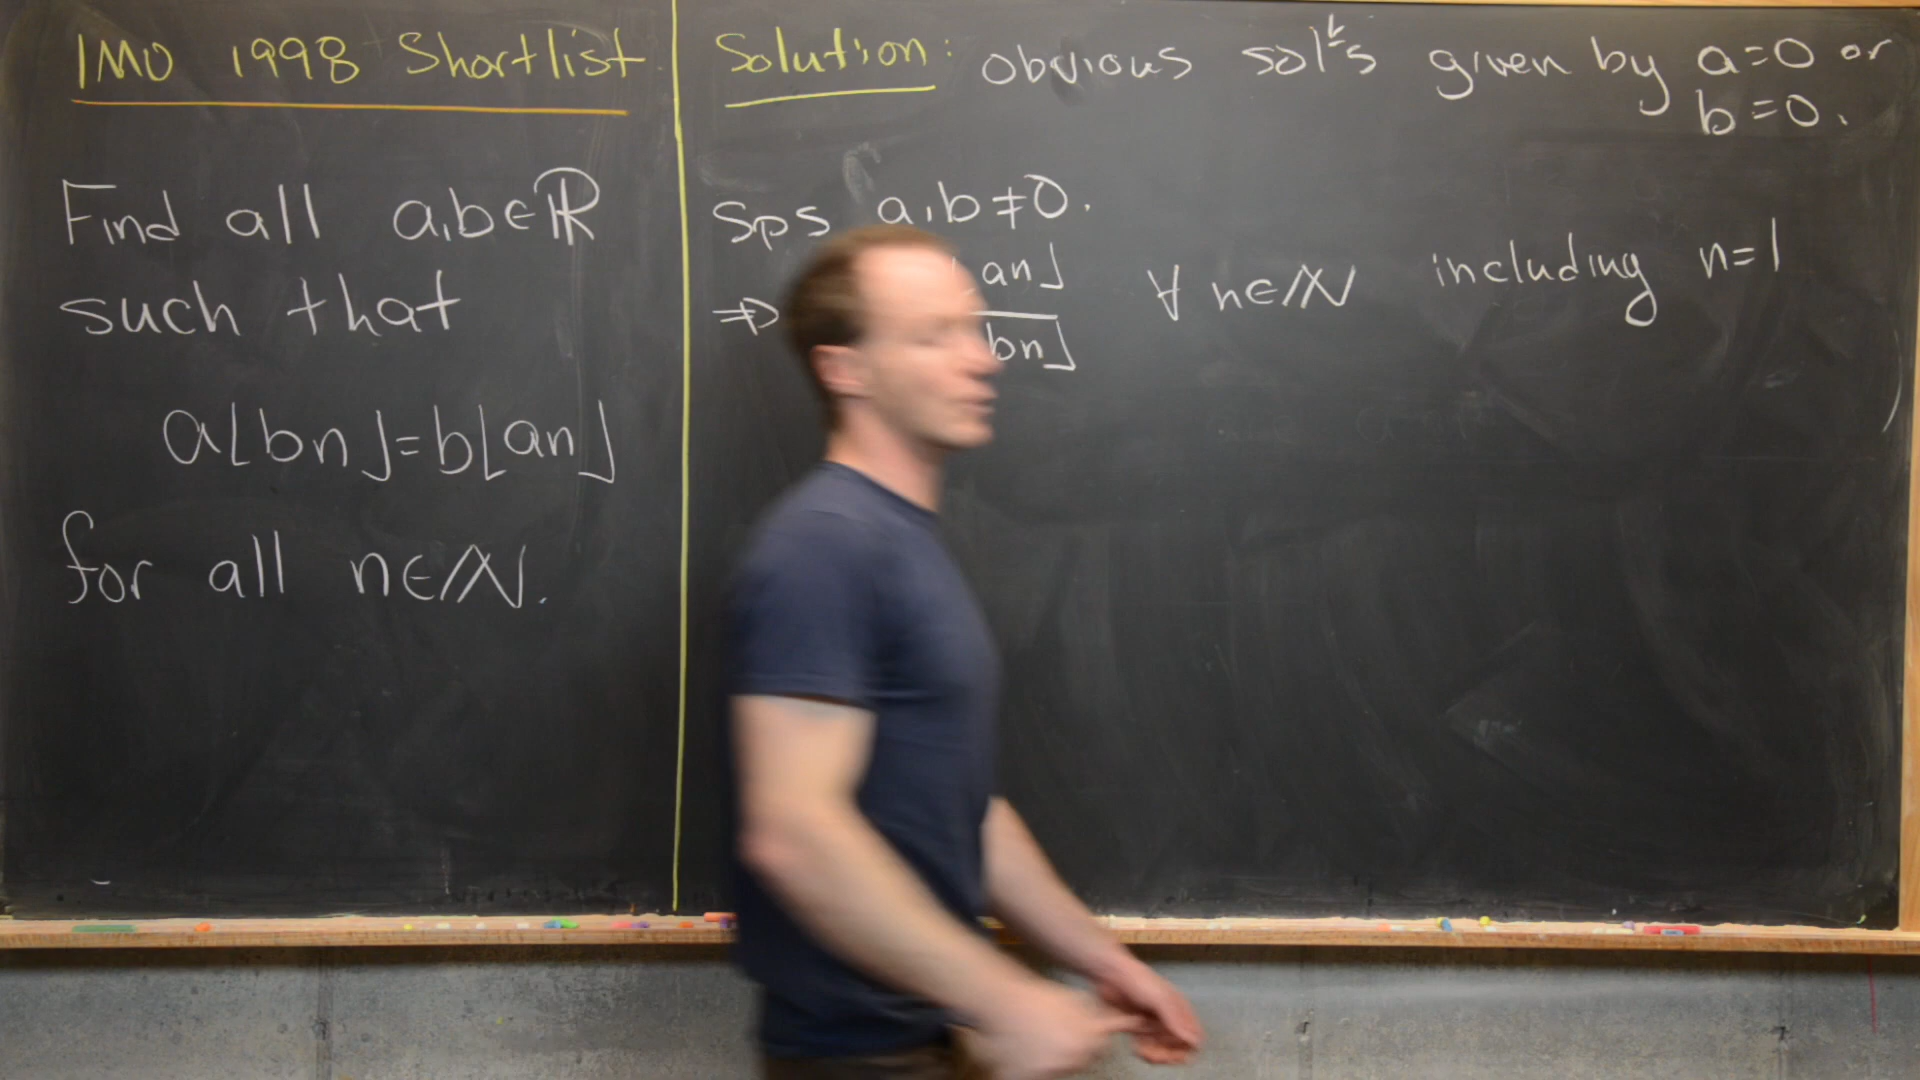 IMO 1998 Shortlist
Find all a,b∈ℝ
such that
a⌊bn⌋=b⌊an⌋
for all n∈ℕ.
Solution: obvious sol⁠ⁿs given by a=0 or
b=0.
Sps a,b≠0.
⇒ an⌋ ∀ n∈ℕ including n=1
bn⌋